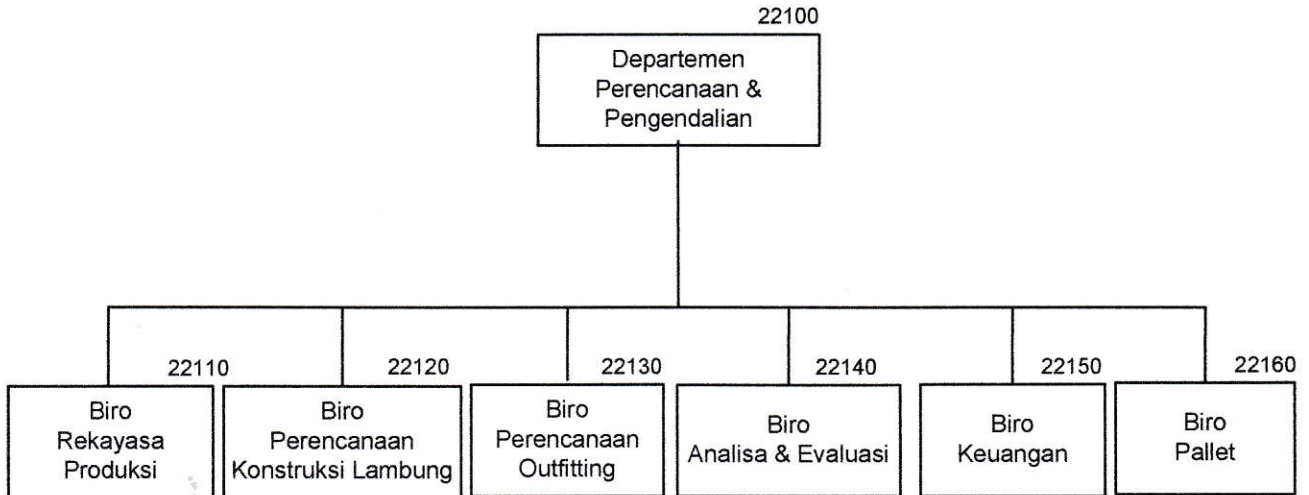 22100
Departemen
Perencanaan &
Pengendalian
22110
Biro
Rekayasa
Produksi
22120
Biro
Perencanaan
Konstruksi Lambung
22130
Biro
Perencanaan
Outfitting
22140
Biro
Analisa & Evaluasi
22150
Biro
Keuangan
22160
Biro
Pallet